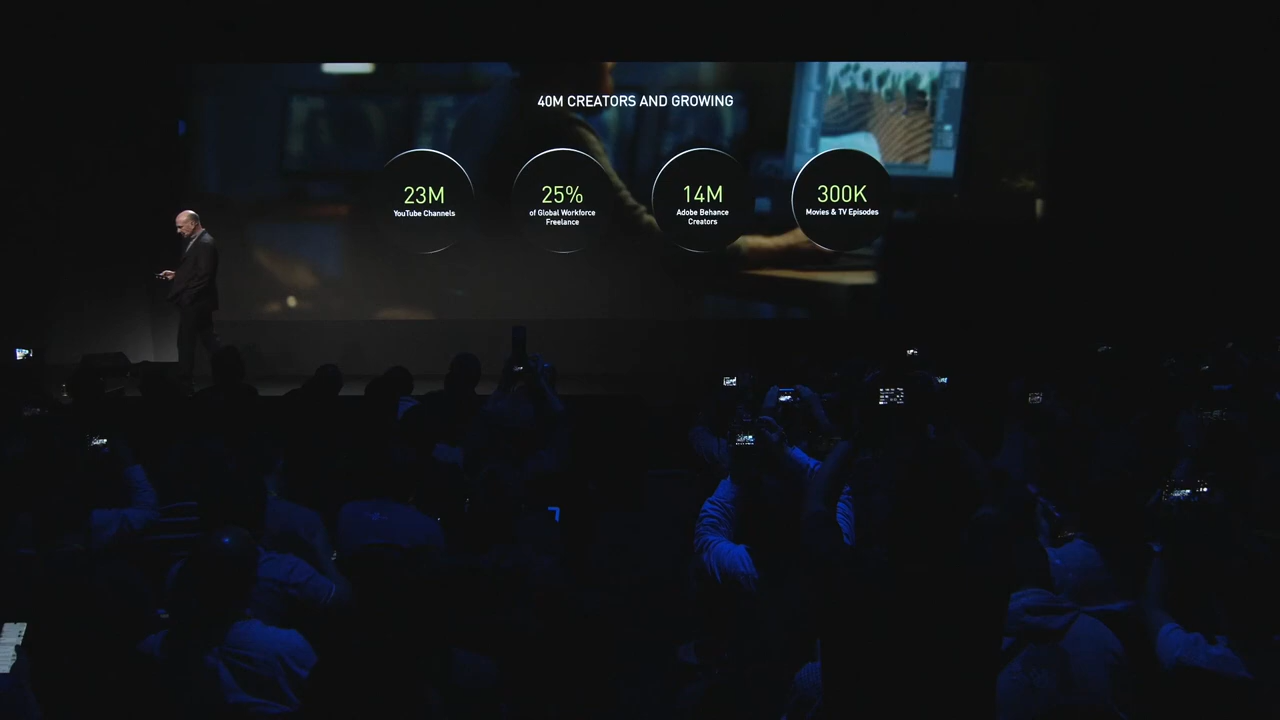 40M CREATORS AND GROWING
23M
YouTube Channels
25%
of Global Workforce
Freelance
14M
Adobe Behance
Creators
300K
Movies & TV Episodes